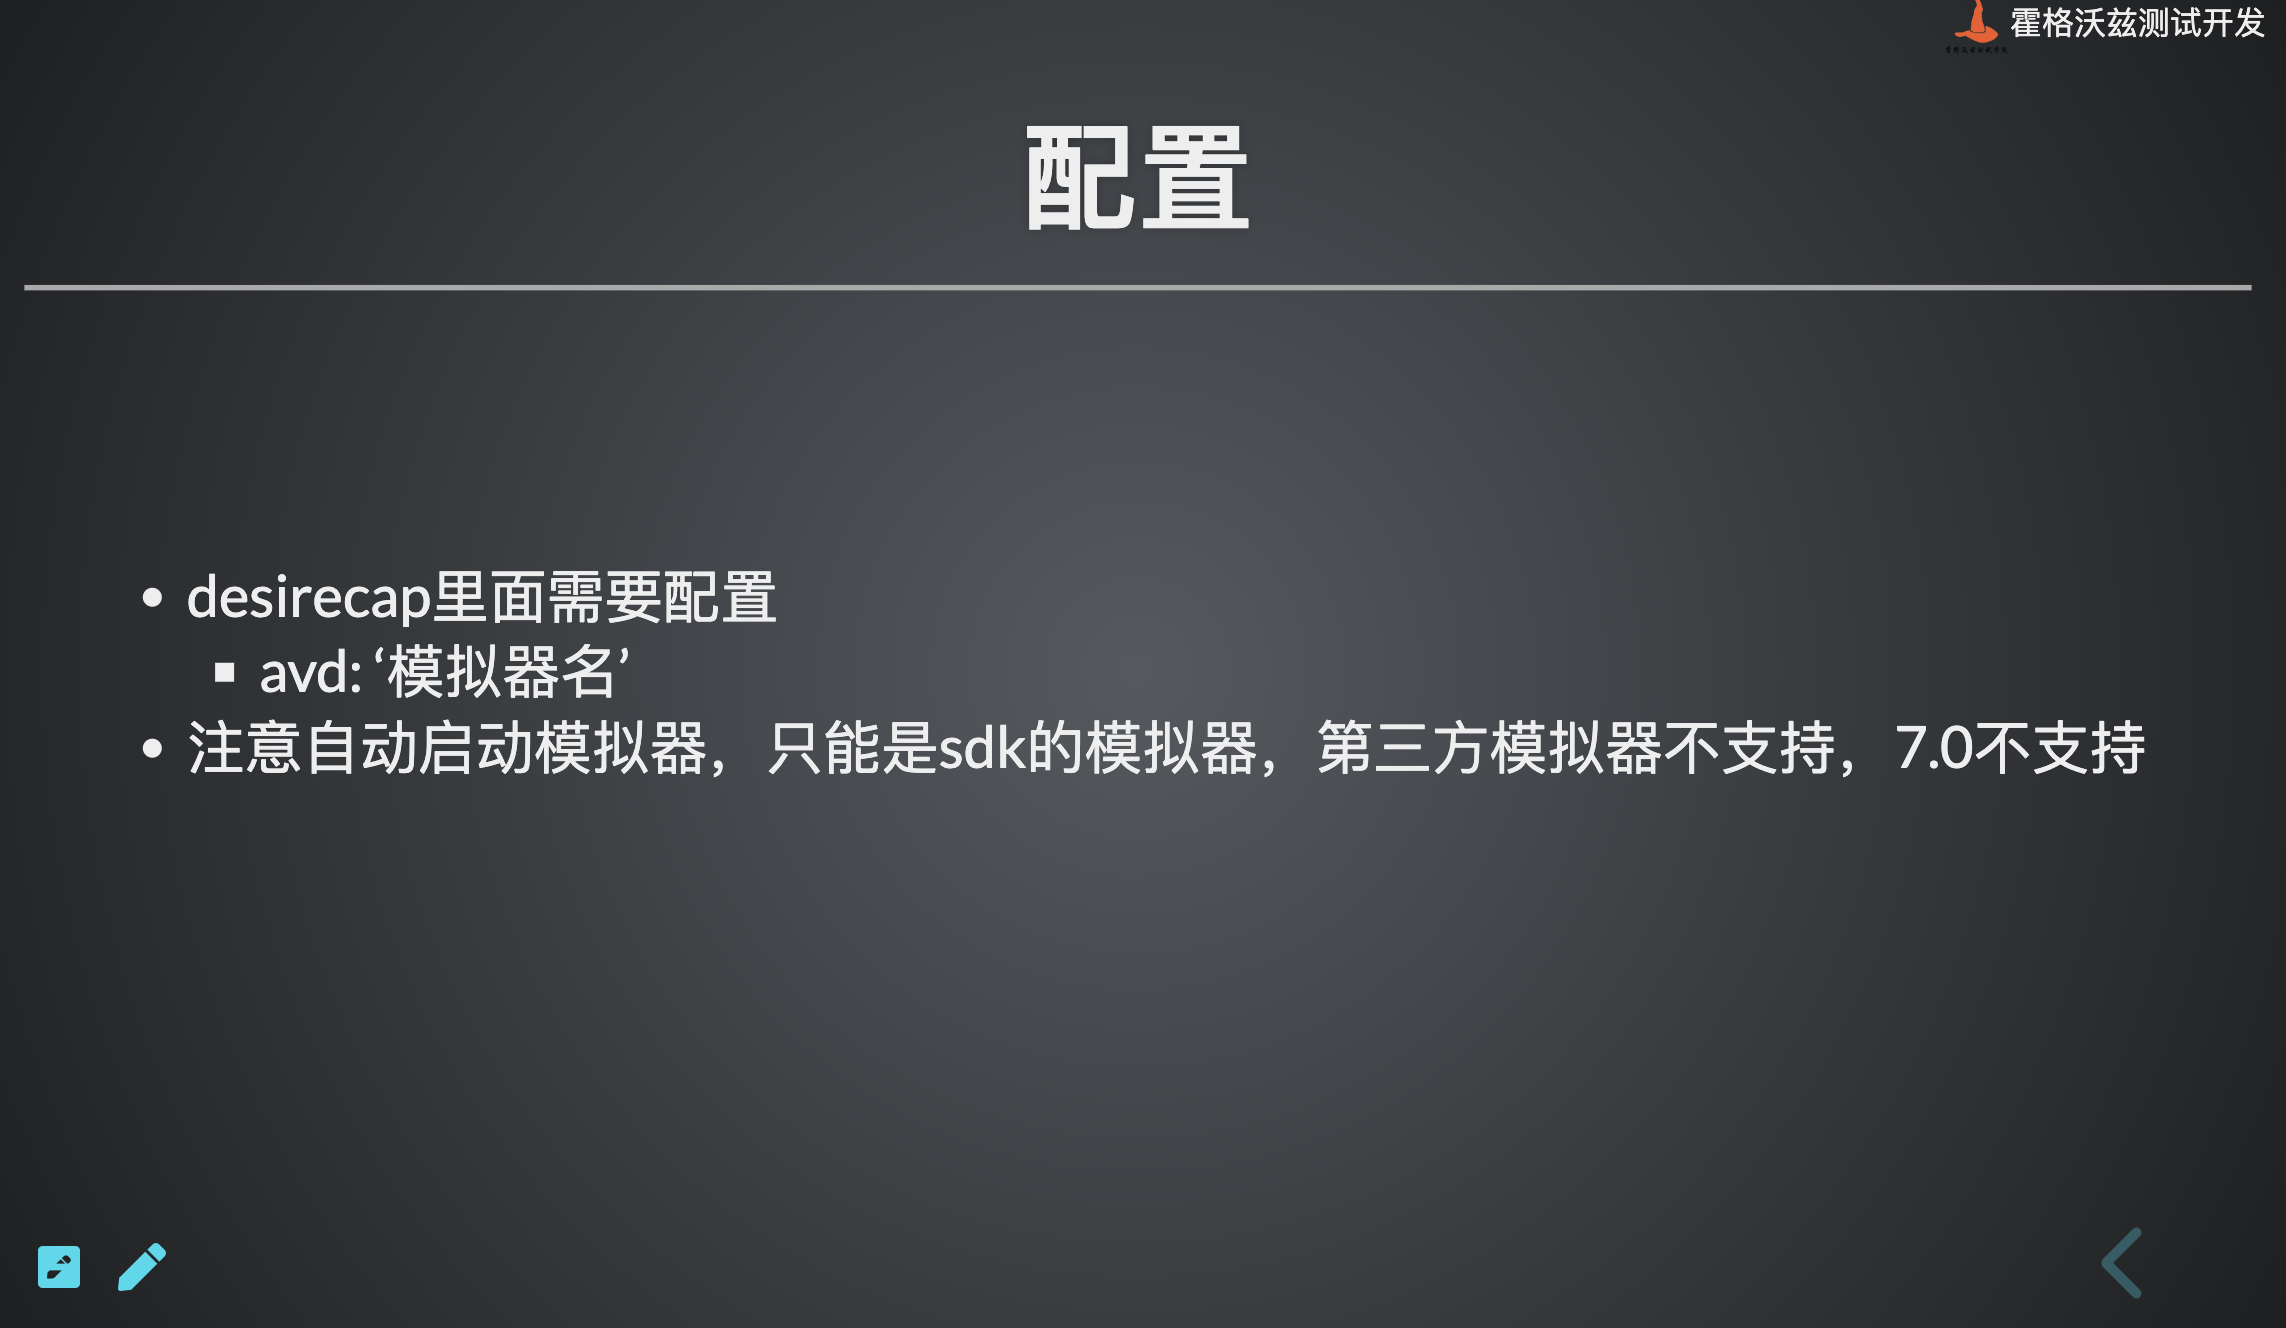 霍格沃兹测试开发
配置
desirecap里面需要配置
avd: ‘模拟器名’
注意自动启动模拟器，只能是sdk的模拟器，第三方模拟器不支持，7.0不支持